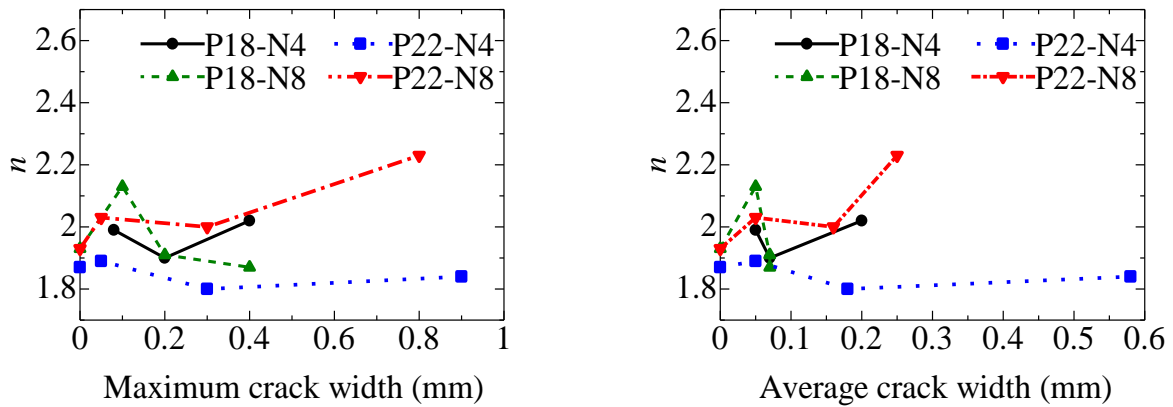 2.6
2.4
2.2
2
1.8
n
P18-N4
P22-N4
P18-N8
P22-N8
0
0.2
0.4
0.6
0.8
1
Maximum crack width (mm)
2.6
2.4
2.2
2
1.8
n
P18-N4
P22-N4
P18-N8
P22-N8
0
0.1
0.2
0.3
0.4
0.5
0.6
Average crack width (mm)